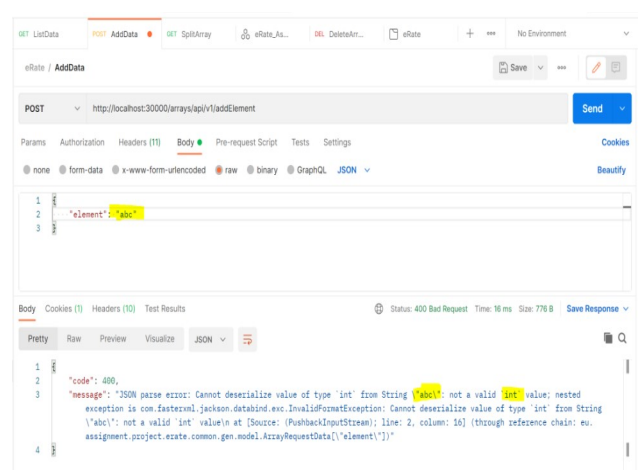 GET ListData POST AddData GET SplitArray eRate_As... DEL DeleteArr... eRate + ooo No Environment
eRate / AddData Save ooo
POST http://localhost:30000/arrays/api/v1/addElement Send
Params Authorization Headers (11) Body Pre-request Script Tests Settings Cookies
none form-data x-www-form-urlencoded raw binary GraphQL JSON Beautify
1 {
2 "element": "abc"
3 }
Body Cookies (1) Headers (10) Test Results Status: 400 Bad Request Time: 16 ms Size: 776 B Save Response
Pretty Raw Preview Visualize JSON
1 {
2 "code": 400,
3 "message": "JSON parse error: Cannot deserialize value of type `int` from String \"abc\": not a valid `int` value; nested
exception is com.fasterxml.jackson.databind.exc.InvalidFormatException: Cannot deserialize value of type `int` from String
\"abc\": not a valid `int` value\n at [Source: (PushbackInputStream); line: 2, column: 16] (through reference chain: eu.
assignment.project.erate.common.gen.model.ArrayRequestData[\"element\"])"
4 }